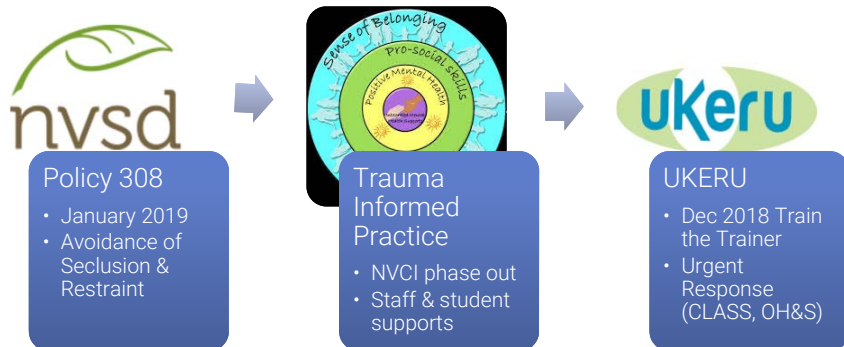 nvsd
Policy 308
• January 2019
• Avoidance of
Seclusion &
Restraint
Sense of Belonging
Pro-social skills
Positive Mental Health
Trauma
Informed
Practice
• NVCI phase out
• Staff & student
supports
ukeru
UKERU
• Dec 2018 Train
the Trainer
• Urgent
Response
(CLASS, OH&S)